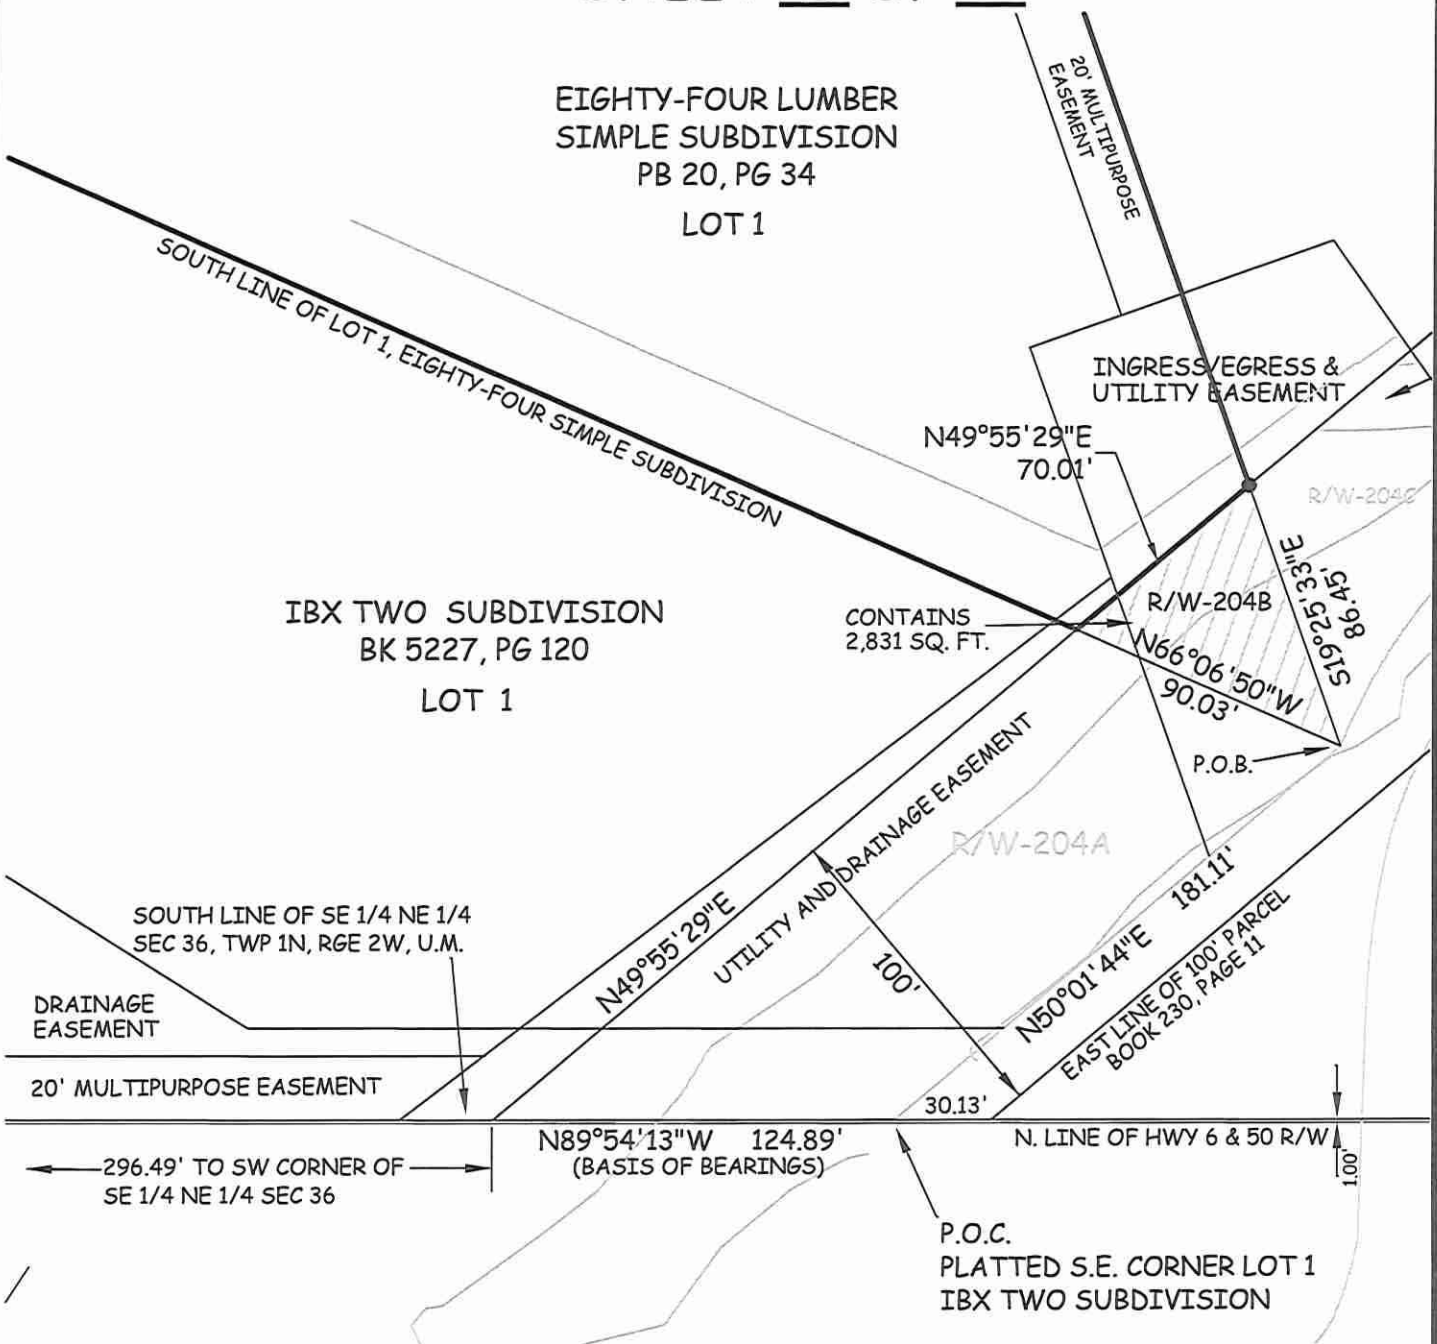 EIGHTY-FOUR LUMBER
SIMPLE SUBDIVISION
PB 20, PG 34
LOT 1
20' MULTIPURPOSE
EASEMENT
SOUTH LINE OF LOT 1, EIGHTY-FOUR SIMPLE SUBDIVISION
INGRESS/EGRESS &
UTILITY EASEMENT
N49°55'29"E
70.01'
R/W-204C
IBX TWO SUBDIVISION
BK 5227, PG 120
LOT 1
CONTAINS
2,831 SQ. FT.
R/W-204B
S19°25'33"E
86.45'
N66°06'50"W
90.03'
P.O.B.
R/W-204A
UTILITY AND DRAINAGE EASEMENT
N49°55'29"E
100'
N50°01'44"E 181.11'
EAST LINE OF 100' PARCEL
BOOK 230, PAGE 11
SOUTH LINE OF SE 1/4 NE 1/4
SEC 36, TWP 1N, RGE 2W, U.M.
DRAINAGE
EASEMENT
20' MULTIPURPOSE EASEMENT
30.13'
N89°54'13"W 124.89'
(BASIS OF BEARINGS)
N. LINE OF HWY 6 & 50 R/W
1.00'
296.49' TO SW CORNER OF
SE 1/4 NE 1/4 SEC 36
P.O.C.
PLATTED S.E. CORNER LOT 1
IBX TWO SUBDIVISION